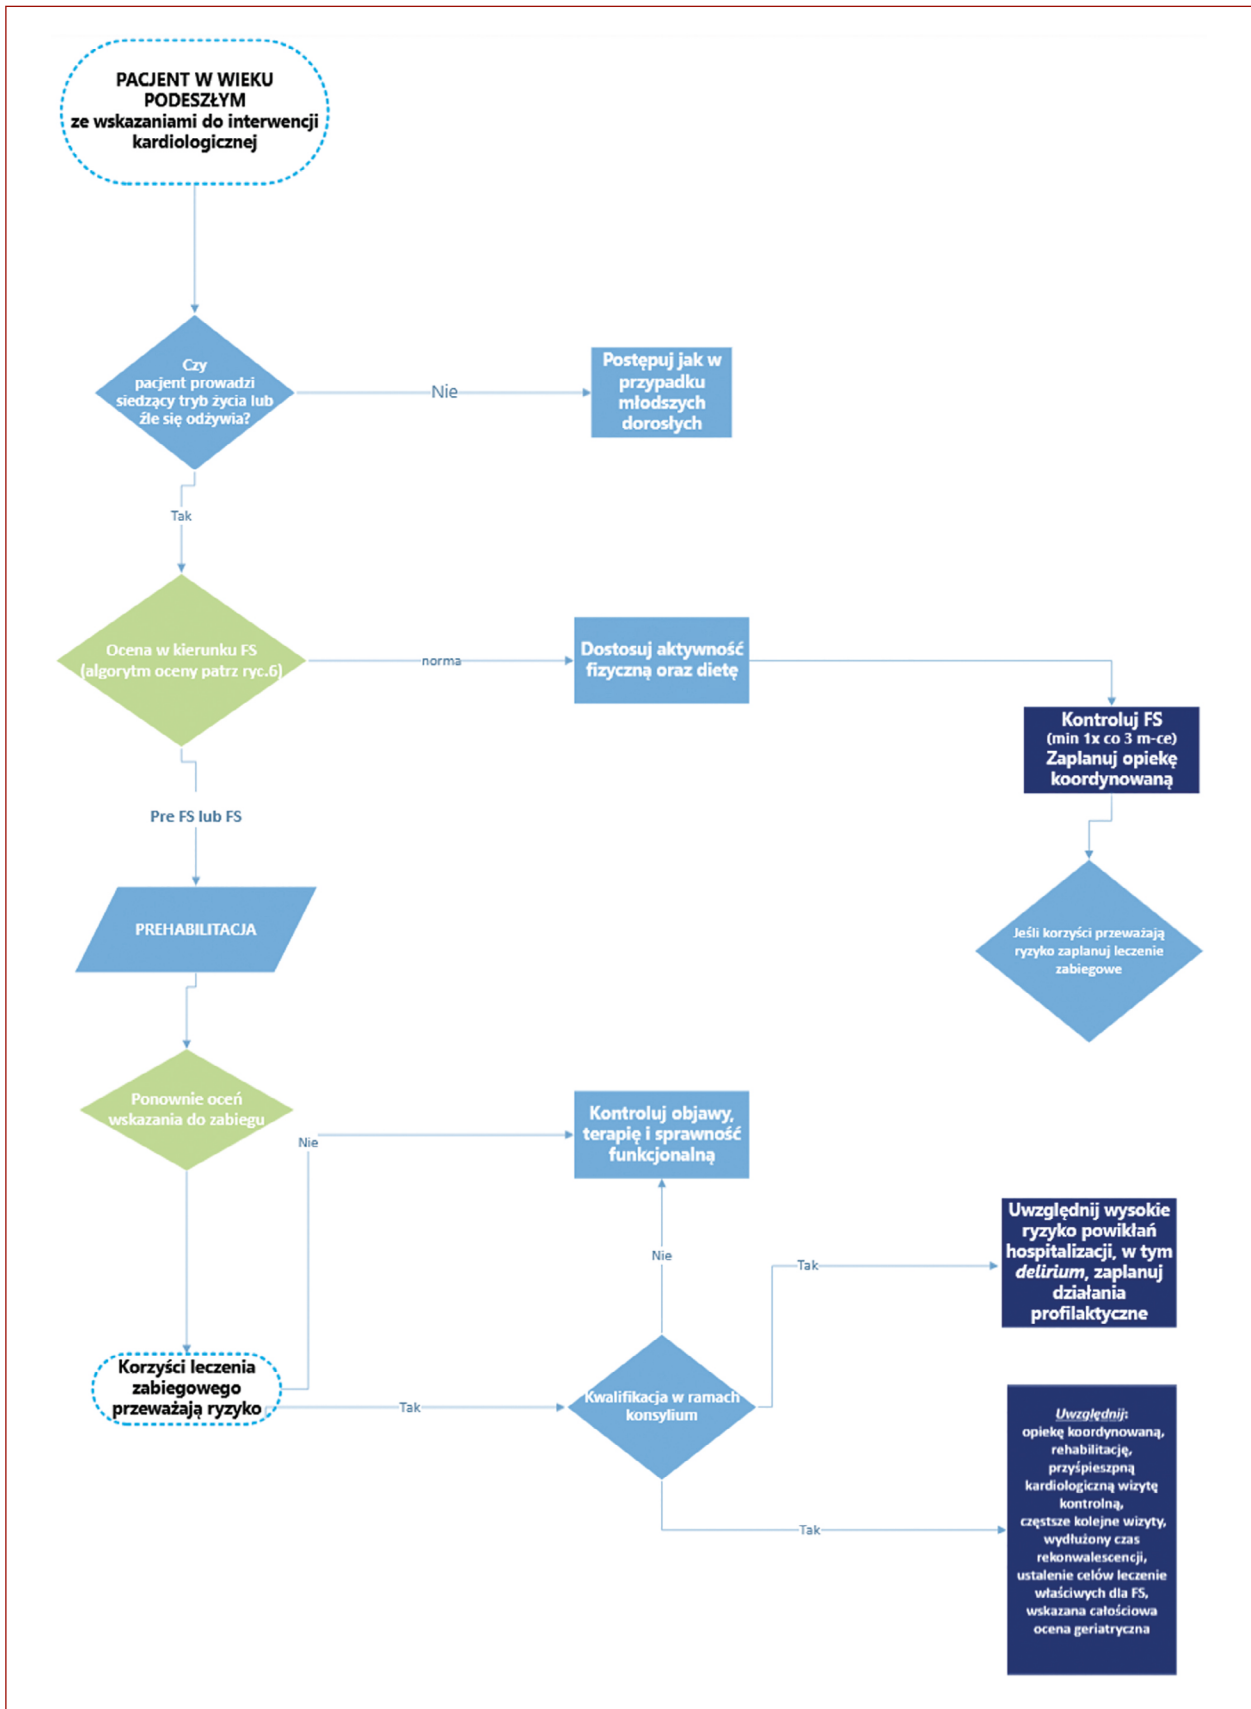 PACJENT W WIEKU
PODESZŁYM
ze wskazaniami do interwencji
kardiologicznej
Czy
pacjent prowadzi
siedzący tryb życia lub
źle się odżywia?
Nie
Postępuj jak w
przypadku
młodszych
dorosłych
Tak
Ocena w kierunku FS
(algorytm oceny patrz ryc.6)
norma
Dostosuj aktywność
fizyczną oraz dietę
Kontroluj FS
(min 1x co 3 m-ce)
Zaplanuj opiekę
koordynowaną
Pre FS lub FS
PREHABILITACJA
Jeśli korzyści przeważają
ryzyko zaplanuj leczenie
zabiegowe
Ponownie oceń
wskazania do zabiegu
Nie
Kontroluj objawy,
terapię i sprawność
funkcjonalną
Nie
Tak
Uwzględnij wysokie
ryzyko powikłań
hospitalizacji, w tym
delirium, zaplanuj
działania
profilaktyczne
Korzyści leczenia
zabiegowego
przeważają ryzyko
Tak
Kwalifikacja w ramach
konsylium
Tak
Uwzględnij:
opiekę koordynowaną,
rehabilitację,
przyśpieszpną
kardiologiczną wizytę
kontrolną,
częstsze kolejne wizyty,
wydłużony czas
rekonwalescencji,
ustalenie celów leczenie
właściwych dla FS,
wskazana całościowa
ocena geriatryczna